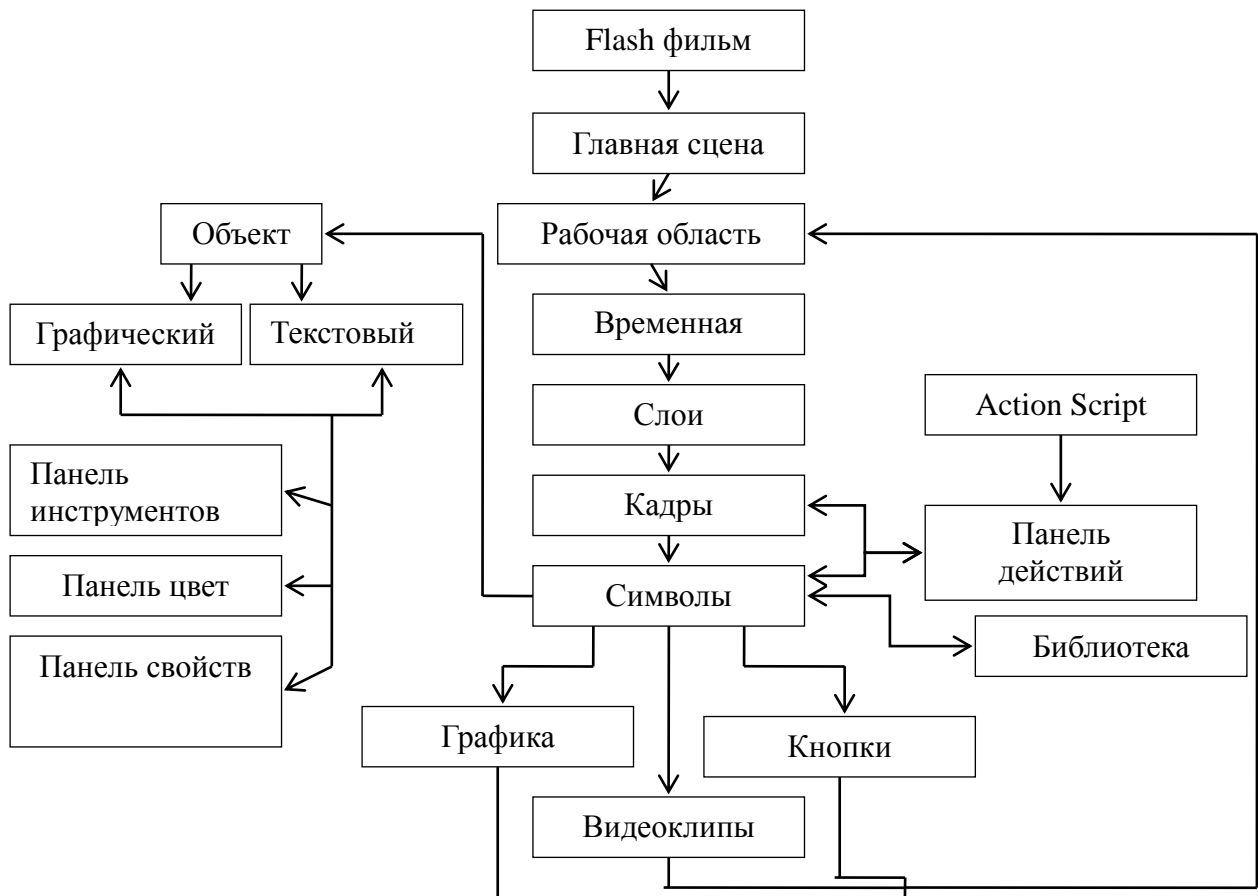 Flash фильм
Главная сцена
Объект
Рабочая область
Графический
Текстовый
Временная
Слои
Action Script
Панель
инструментов
Кадры
Панель
действий
Панель цвет
Символы
Панель свойств
Библиотека
Графика
Кнопки
Видеоклипы